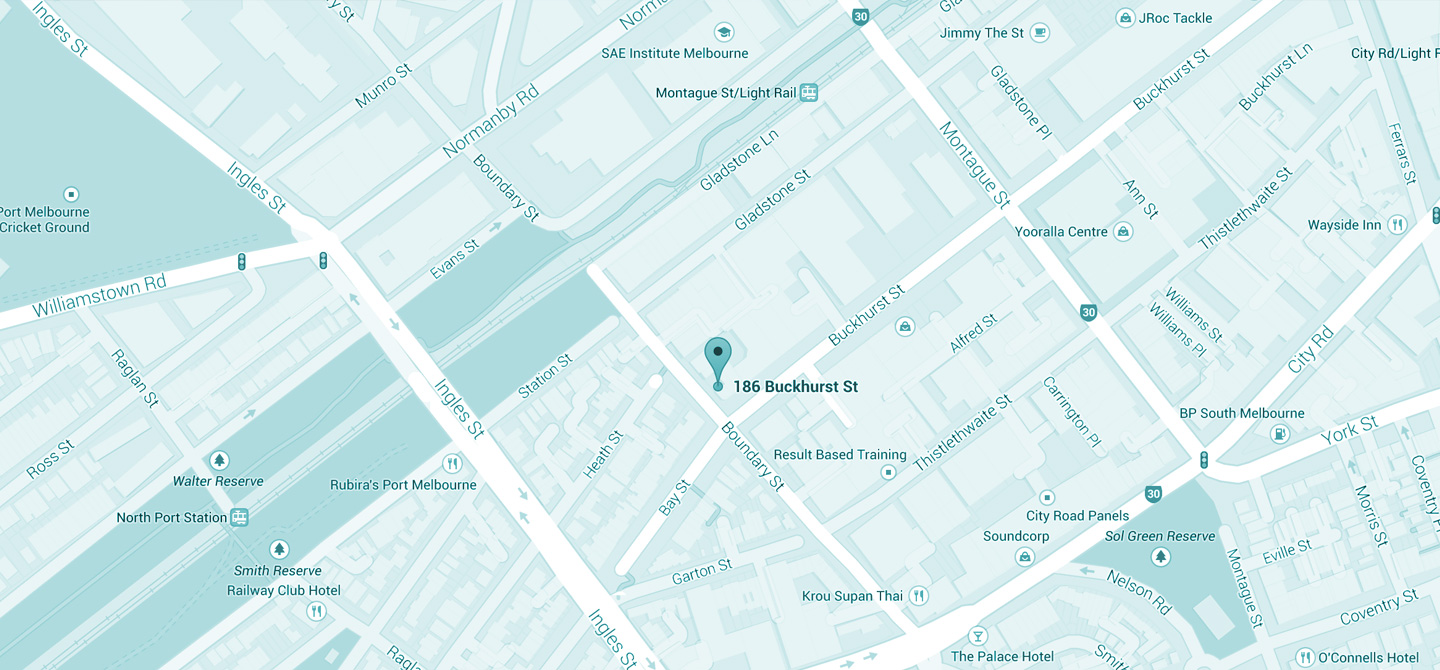 Ingles St
Normanby
30
Gla
JRoc Tackle
Jimmy The St
SAE Institute Melbourne
City Rd/Light R
Munro St
Montague St/Light Rail
Buckhurst St
Buckhurst Ln
Gladstone Pl
Normanby Rd
Montague St
Ferrars St
Boundary St
Gladstone Ln
Ingles St
Gladstone St
Ann St
Thistlethwaite St
Port Melbourne
Cricket Ground
Yooralla Centre
Wayside Inn
Evans St
Williamstown Rd
30
Williams St
Williams Pl
Buckhurst St
Alfred St
City Rd
Raglan St
Station St
186 Buckhurst St
Ingles St
Carrington Pl
BP South Melbourne
York St
Thistlethwaite St
Heath St
Boundary St
Ross St
Result Based Training
Walter Reserve
Rubira's Port Melbourne
Bay St
30
Coventry Pl
North Port Station
City Road Panels
Morris St
Soundcorp
Sol Green Reserve
Eville St
Smith Reserve
Garton St
Nelson Rd
Montague St
Railway Club Hotel
Krou Supan Thai
Coventry St
Ingles St
Ragla
The Palace Hotel
Smith
O'Connells Hotel